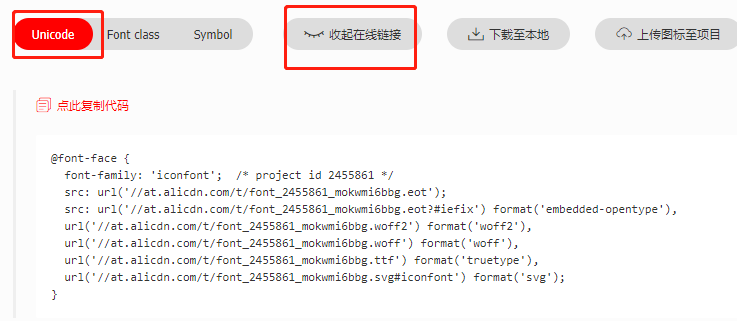 Unicode Font class Symbol 收起在线链接 下载至本地 上传图标至项目
点此复制代码
@font-face {
  font-family: 'iconfont';  /* project id 2455861 */
  src: url('//at.alicdn.com/t/font_2455861_mokwmi6bbg.eot');
  src: url('//at.alicdn.com/t/font_2455861_mokwmi6bbg.eot?#iefix') format('embedded-opentype'),
  url('//at.alicdn.com/t/font_2455861_mokwmi6bbg.woff2') format('woff2'),
  url('//at.alicdn.com/t/font_2455861_mokwmi6bbg.woff') format('woff'),
  url('//at.alicdn.com/t/font_2455861_mokwmi6bbg.ttf') format('truetype'),
  url('//at.alicdn.com/t/font_2455861_mokwmi6bbg.svg#iconfont') format('svg');
}